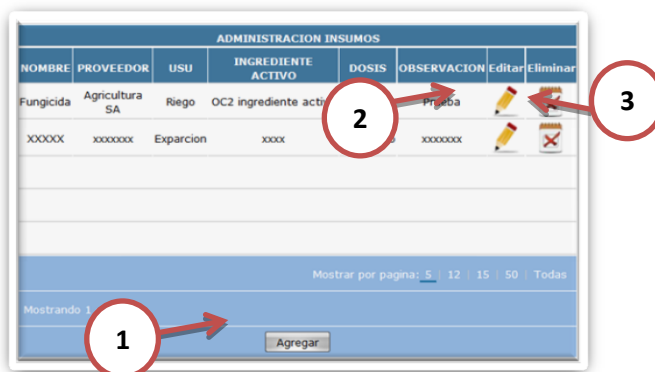 ADMINISTRACION INSUMOS
NOMBRE PROVEEDOR USU INGREDIENTE ACTIVO DOSIS OBSERVACION Editar Eliminar
Fungicida Agricultura SA Riego OC2 ingrediente Prueba
XXXXX xxxxxxx Exparcion xxxx xxxxxxx
2
3
Mostrar por pagina: 5 | 12 | 15 | 50 | Todas
Mostrando 1
1
Agregar